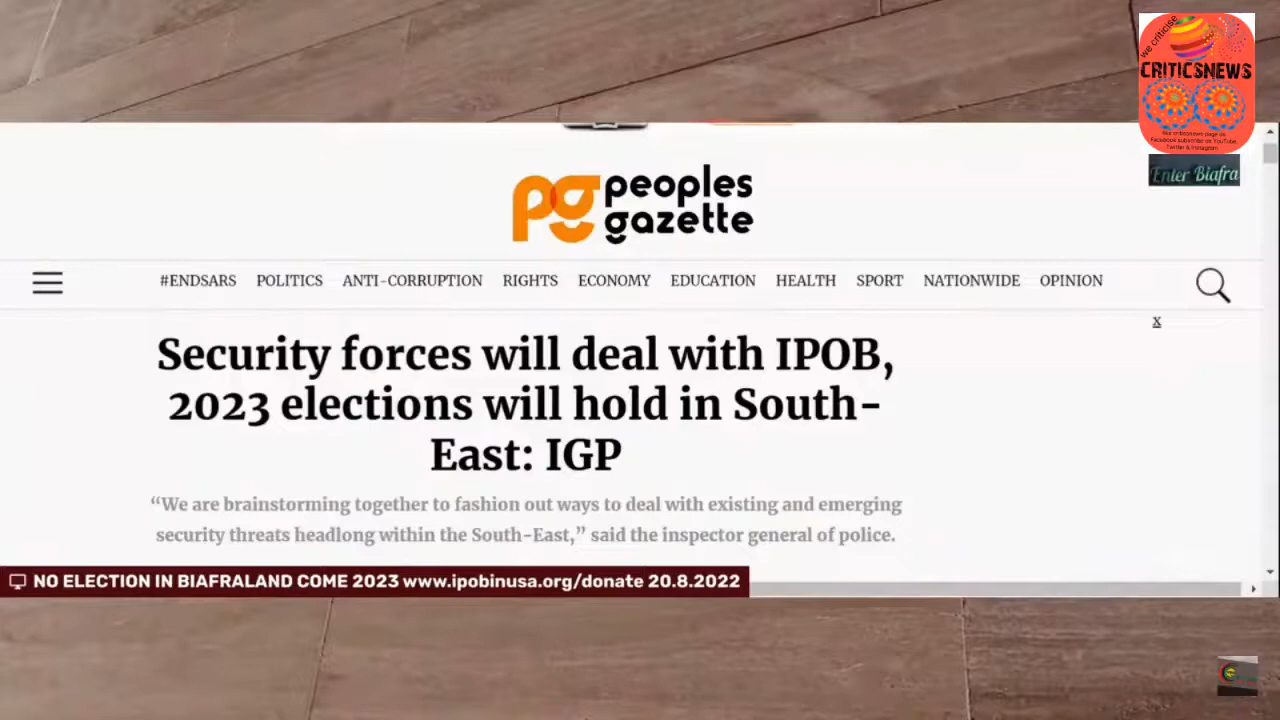 we criticise
CRITICSNEWS
Enter Biafra
peoples
gazette
#ENDSARS POLITICS ANTI-CORRUPTION RIGHTS ECONOMY EDUCATION HEALTH SPORT NATIONWIDE OPINION
x
Security forces will deal with IPOB,
2023 elections will hold in South-
East: IGP
“We are brainstorming together to fashion out ways to deal with existing and emerging
security threats headlong within the South-East,” said the inspector general of police.
NO ELECTION IN BIAFRALAND COME 2023 www.ipobinusa.org/donate 20.8.2022